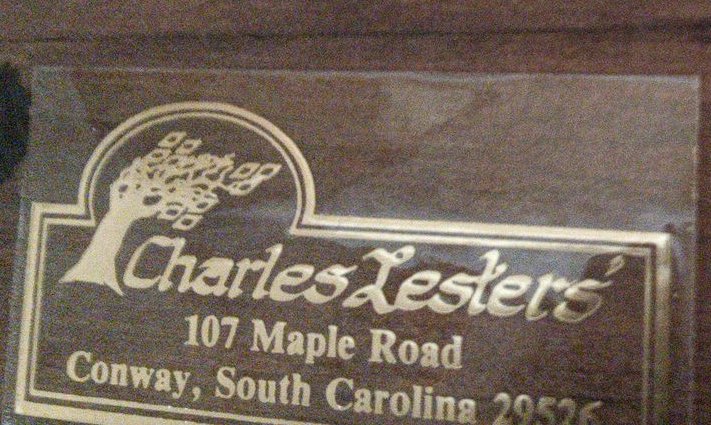 Charles Lesters'
107 Maple Road
Conway, South Carolina 29526